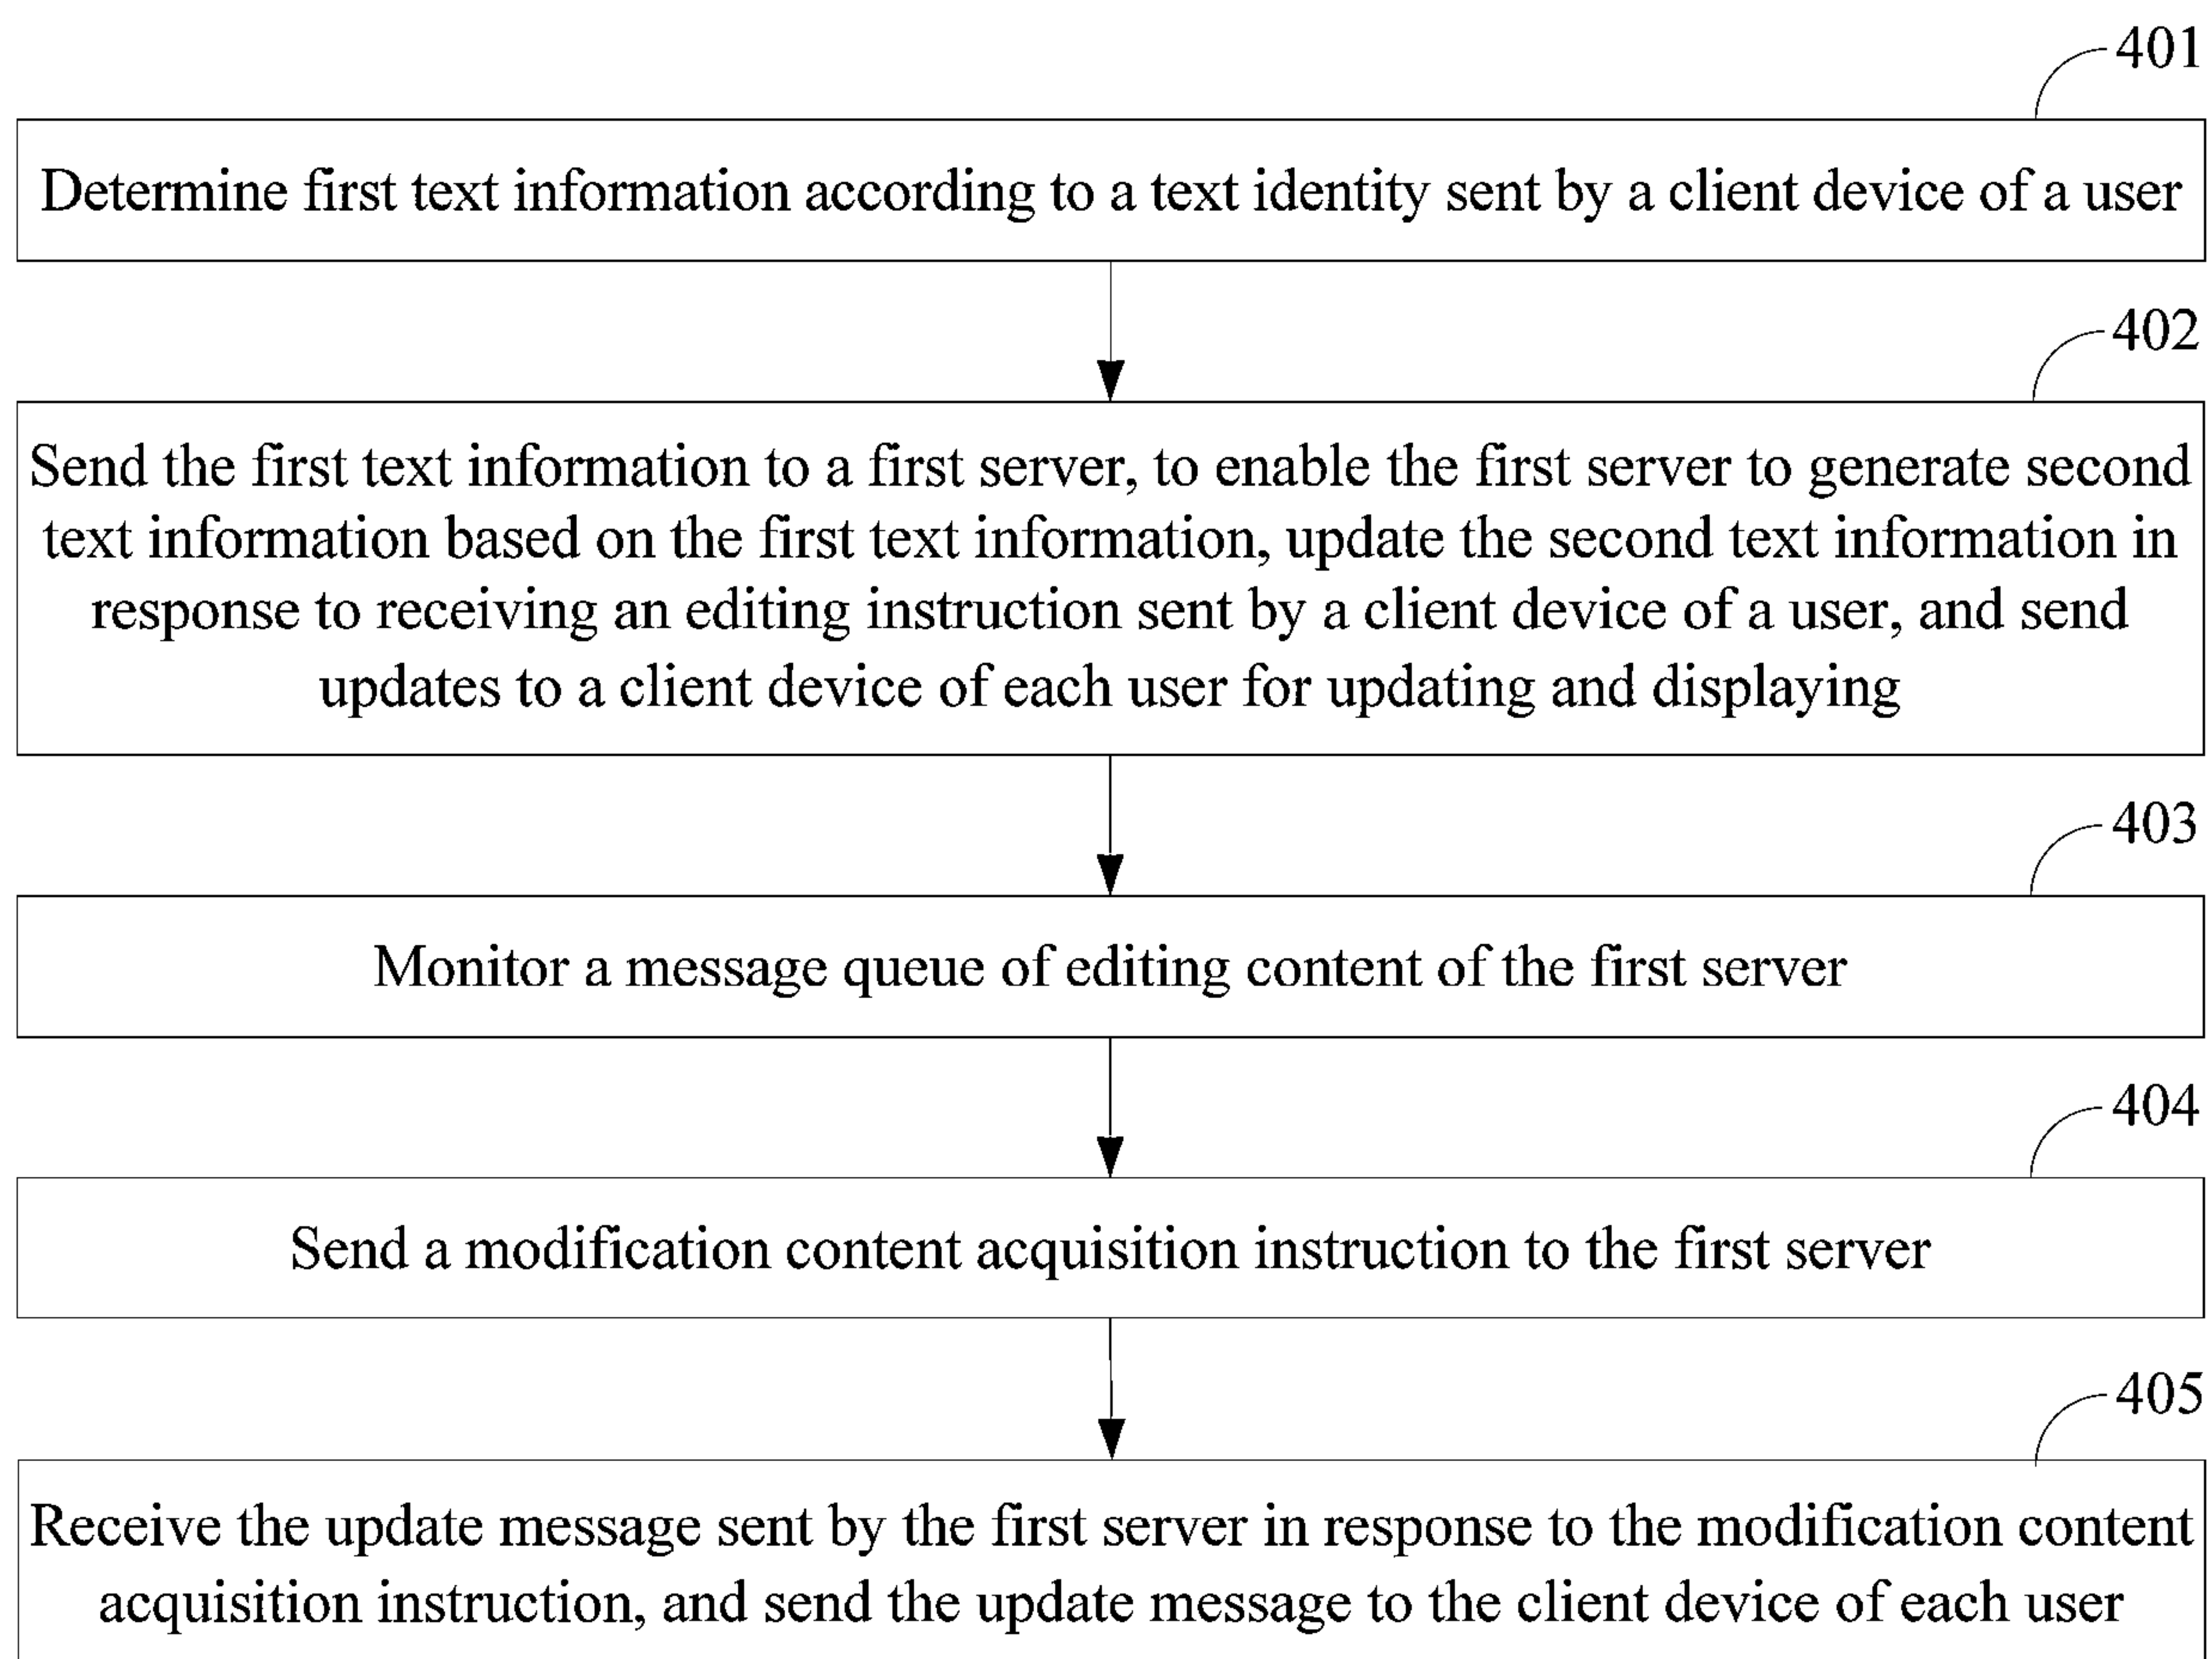 401
Determine first text information according to a text identity sent by a client device of a user
402
Send the first text information to a first server, to enable the first server to generate second
text information based on the first text information, update the second text information in
response to receiving an editing instruction sent by a client device of a user, and send
updates to a client device of each user for updating and displaying
403
Monitor a message queue of editing content of the first server
404
Send a modification content acquisition instruction to the first server
405
Receive the update message sent by the first server in response to the modification content
acquisition instruction, and send the update message to the client device of each user